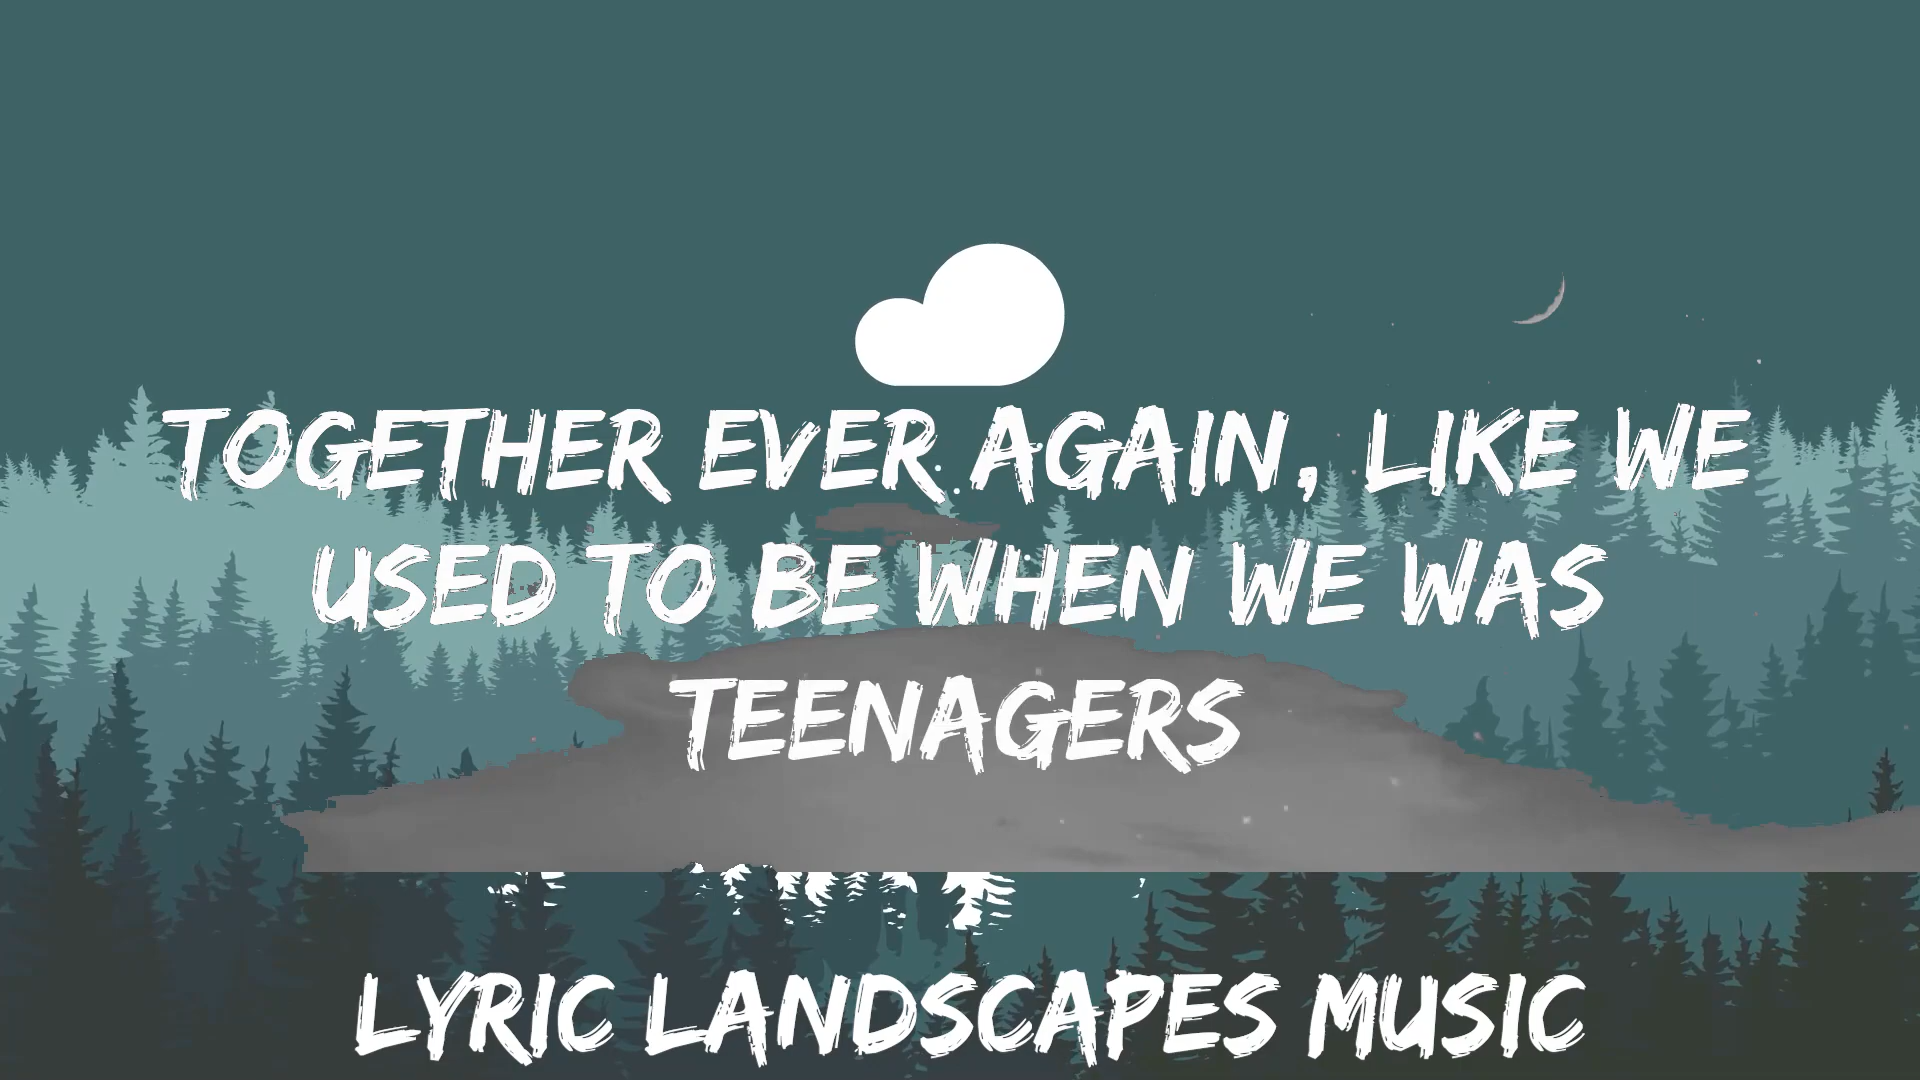 TOGETHER EVER AGAIN, LIKE WE
USED TO BE WHEN WE WAS
TEENAGERS
LYRIC LANDSCAPES MUSIC